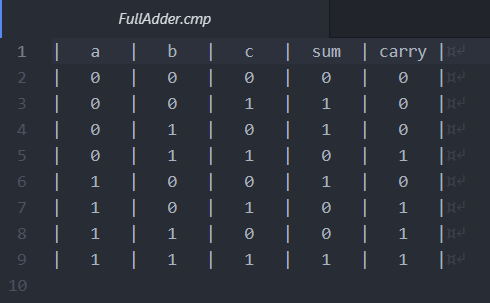 FullAdder.cmp
1 | a | b | c | sum | carry |¤↵
2 | 0 | 0 | 0 | 0 | 0 |¤↵
3 | 0 | 0 | 1 | 1 | 0 |¤↵
4 | 0 | 1 | 0 | 1 | 0 |¤↵
5 | 0 | 1 | 1 | 0 | 1 |¤↵
6 | 1 | 0 | 0 | 1 | 0 |¤↵
7 | 1 | 0 | 1 | 0 | 1 |¤↵
8 | 1 | 1 | 0 | 0 | 1 |¤↵
9 | 1 | 1 | 1 | 1 | 1 |¤↵
10